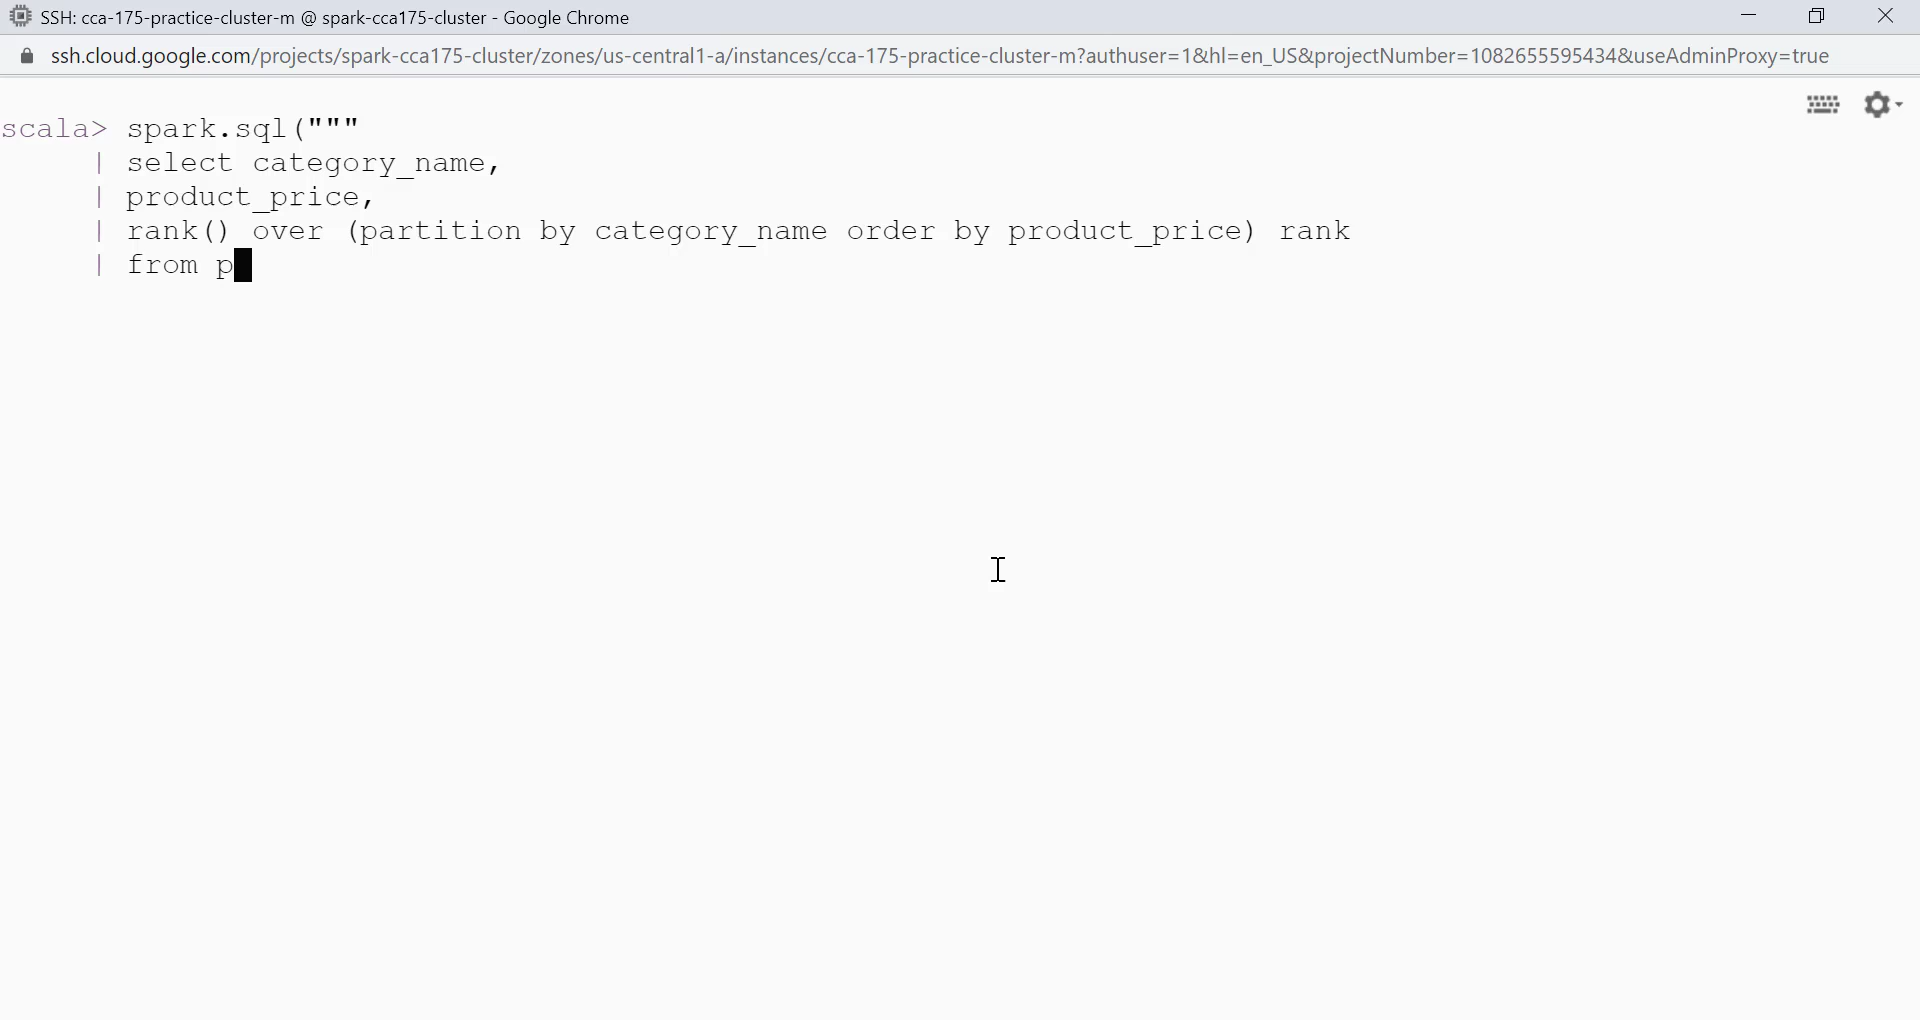 SSH: cca-175-practice-cluster-m @ spark-cca175-cluster - Google Chrome
ssh.cloud.google.com/projects/spark-cca175-cluster/zones/us-central1-a/instances/cca-175-practice-cluster-m?authuser=1&hl=en_US&projectNumber=1082655595434&useAdminProxy=true
scala> spark.sql("""
| select category_name,
| product_price,
| rank() over (partition by category_name order by product_price) rank
| from p